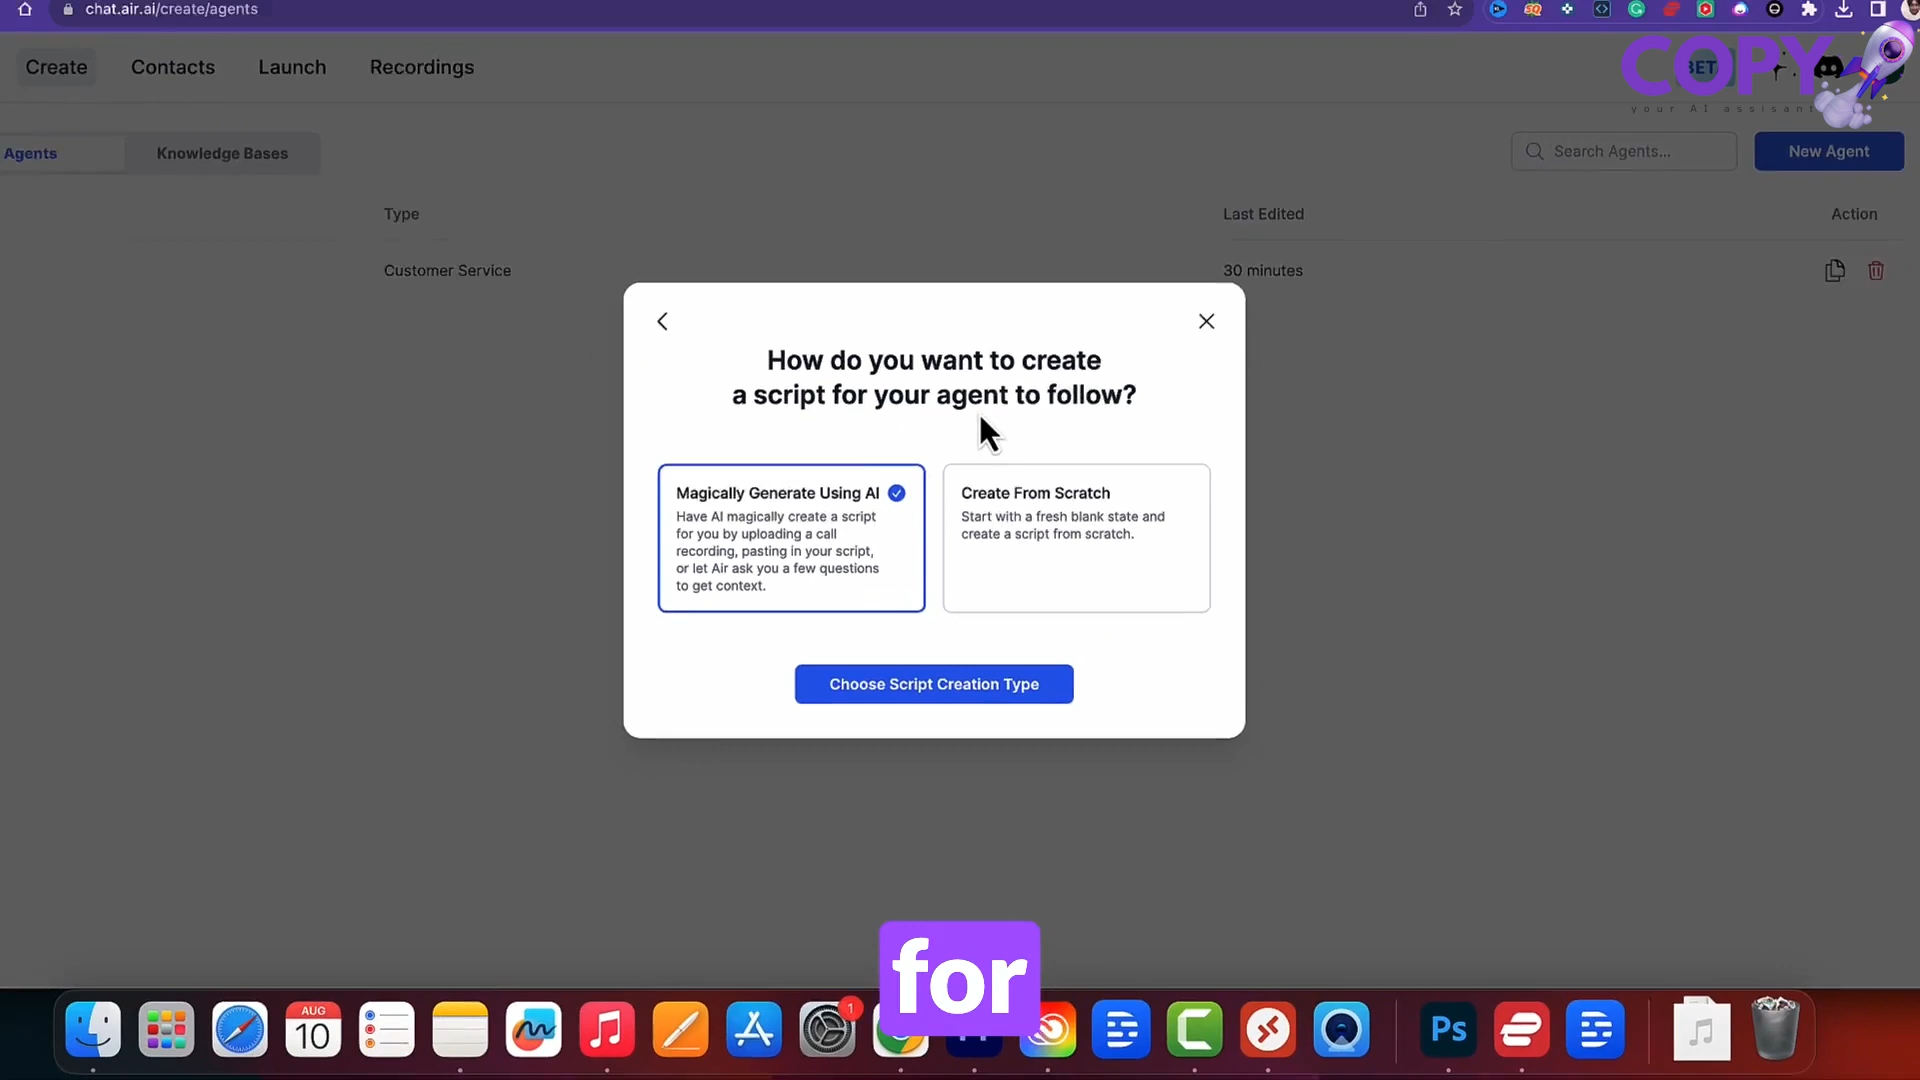 chat.air.ai/create/agents
Create
Contacts
Launch
Recordings
COPY
your AI assisant
BET
Agents
Knowledge Bases
Search Agents...
New Agent
Type
Last Edited
Action
Customer Service
30 minutes
How do you want to create
a script for your agent to follow?
Magically Generate Using AI
Have AI magically create a script
for you by uploading a call
recording, pasting in your script,
or let Air ask you a few questions
to get context.
Create From Scratch
Start with a fresh blank state and
create a script from scratch.
Choose Script Creation Type
for
AUG
10
1
Ps